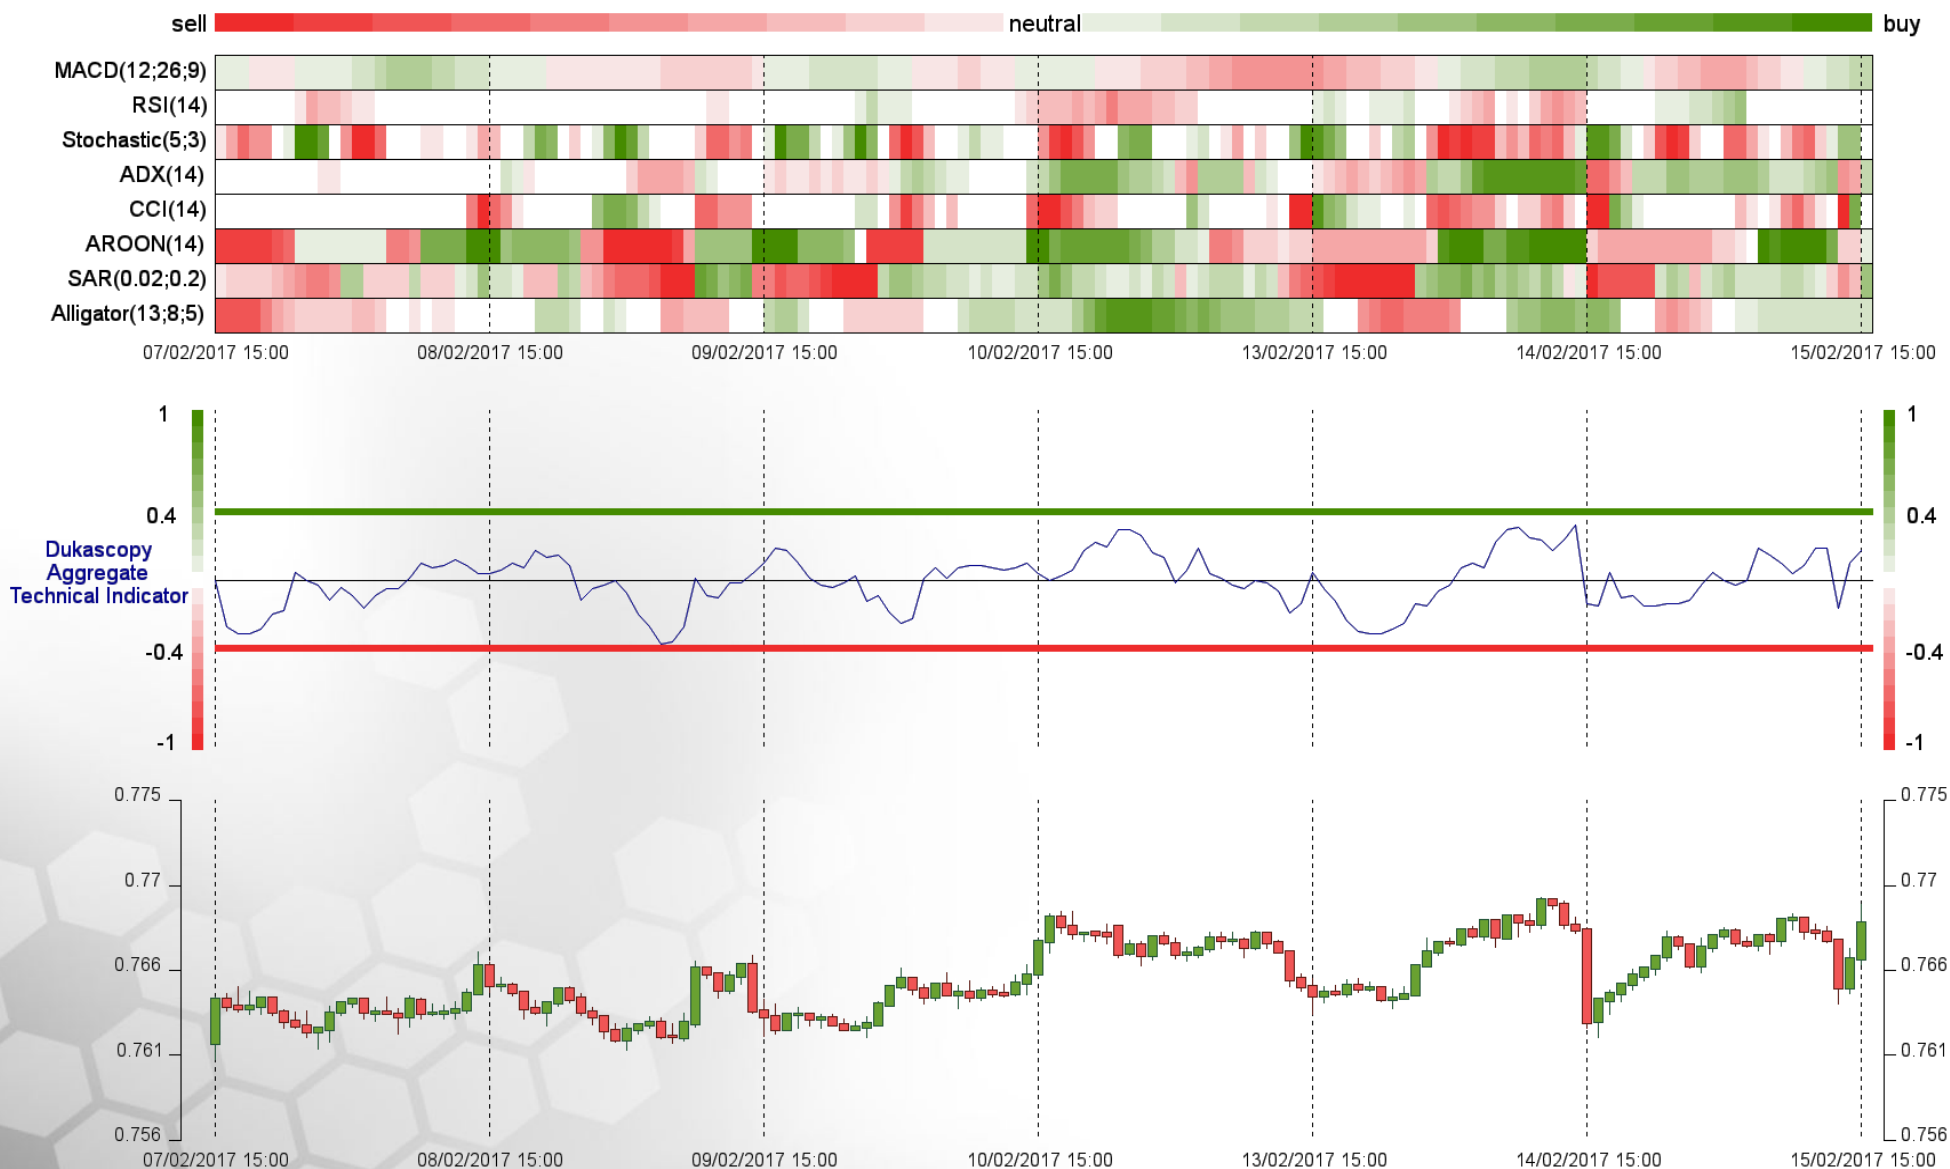 sell neutral buy
MACD(12;26;9)
RSI(14)
Stochastic(5;3)
ADX(14)
CCI(14)
AROON(14)
SAR(0.02;0.2)
Alligator(13;8;5)
07/02/2017 15:00 08/02/2017 15:00 09/02/2017 15:00 10/02/2017 15:00 13/02/2017 15:00 14/02/2017 15:00 15/02/2017 15:00
1 1
0.4 0.4
Dukascopy
Aggregate
Technical Indicator
-0.4 -0.4
-1 -1
0.775 0.775
0.77 0.77
0.766 0.766
0.761 0.761
0.756 0.756
07/02/2017 15:00 08/02/2017 15:00 09/02/2017 15:00 10/02/2017 15:00 13/02/2017 15:00 14/02/2017 15:00 15/02/2017 15:00